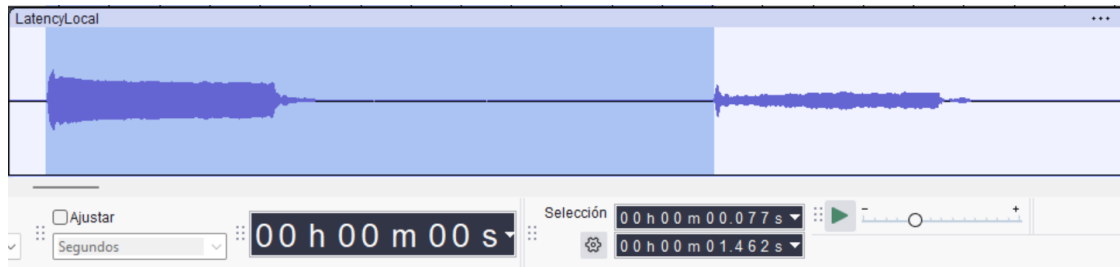 LatencyLocal
...
Ajustar
Segundos
00 h 00 m 00 s
Selección
00 h 00 m 00.077 s
00 h 00 m 01.462 s
- +